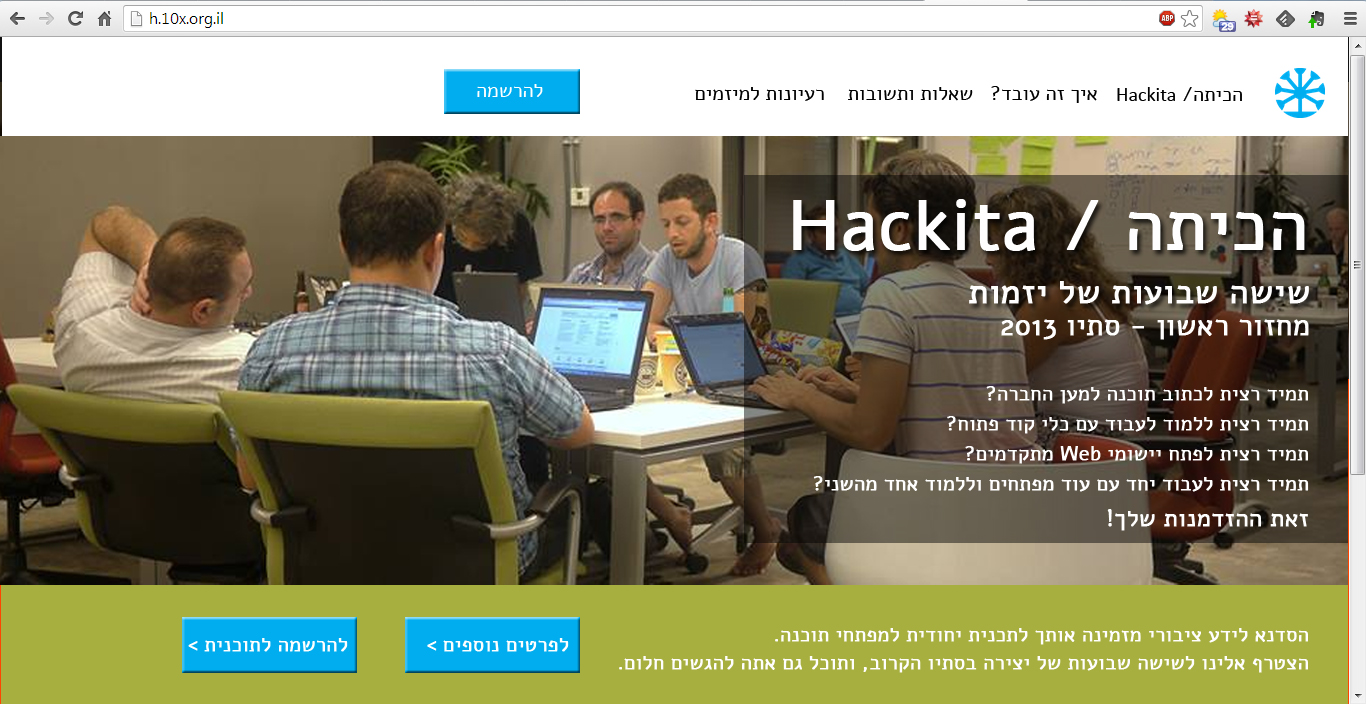 h.10x.org.il
ABP
25
הכיתה/ Hackita
איך זה עובד?
שאלות ותשובות
רעיונות למיזמים
להרשמה
הכיתה / Hackita
שישה שבועות של יזמות
מחזור ראשון - סתיו 2013
תמיד רצית לכתוב תוכנה למען החברה?
תמיד רצית ללמוד לעבוד עם כלי קוד פתוח?
תמיד רצית לפתח יישומי Web מתקדמים?
תמיד רצית לעבוד יחד עם עוד מפתחים וללמוד אחד מהשני?
זאת ההזדמנות שלך!
הסדנא לידע ציבורי מזמינה אותך לתכנית יחודית למפתחי תוכנה.
הצטרף אלינו לשישה שבועות של יצירה בסתיו הקרוב, ותוכל גם אתה להגשים חלום.
לפרטים נוספים >
להרשמה לתוכנית >